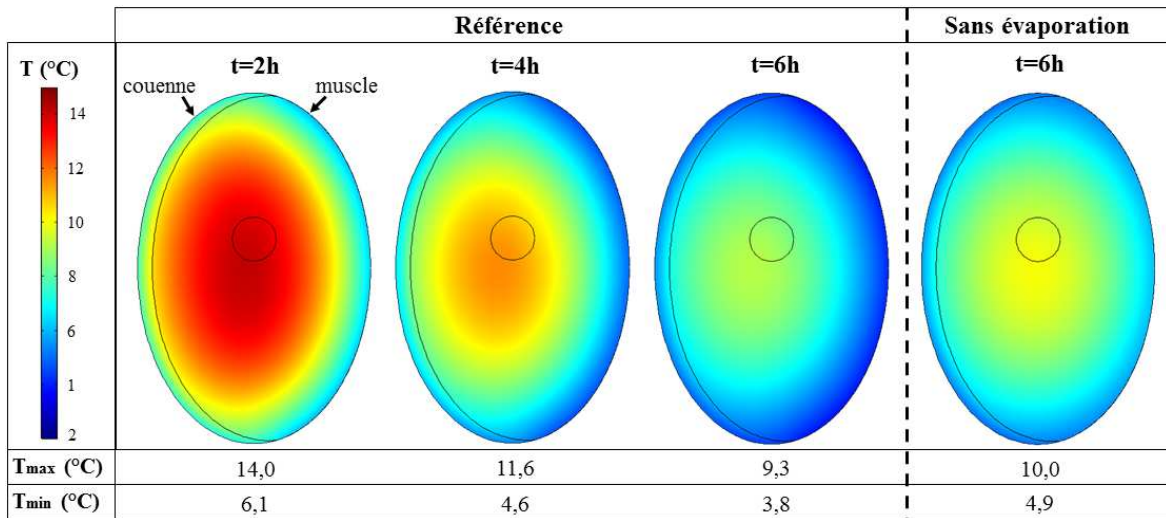 Référence
Sans évaporation
T (°C)
t=2h
t=4h
t=6h
t=6h
couenne
muscle
14
12
10
8
6
1
2
Tmax (°C)
14,0
11,6
9,3
10,0
Tmin (°C)
6,1
4,6
3,8
4,9